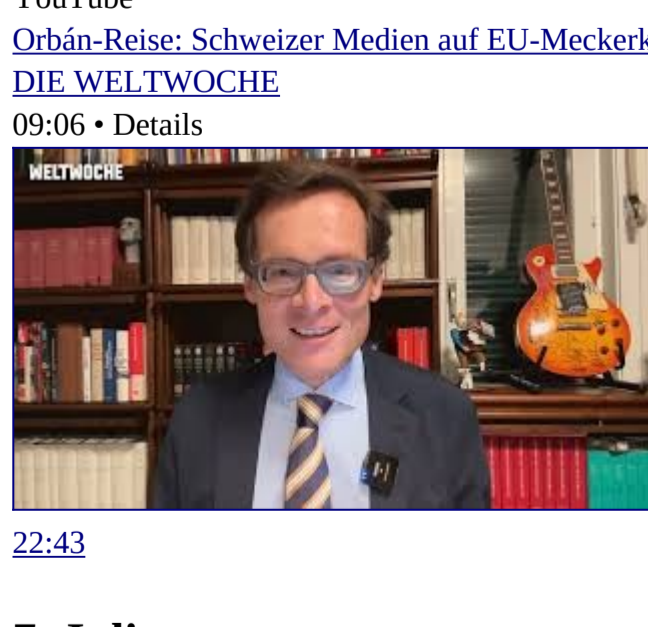 YouTube
Orbán-Reise: Schweizer Medien auf EU-Meckerk
DIE WELTWOCHE
09:06 • Details
WELTWOCHE
22:43